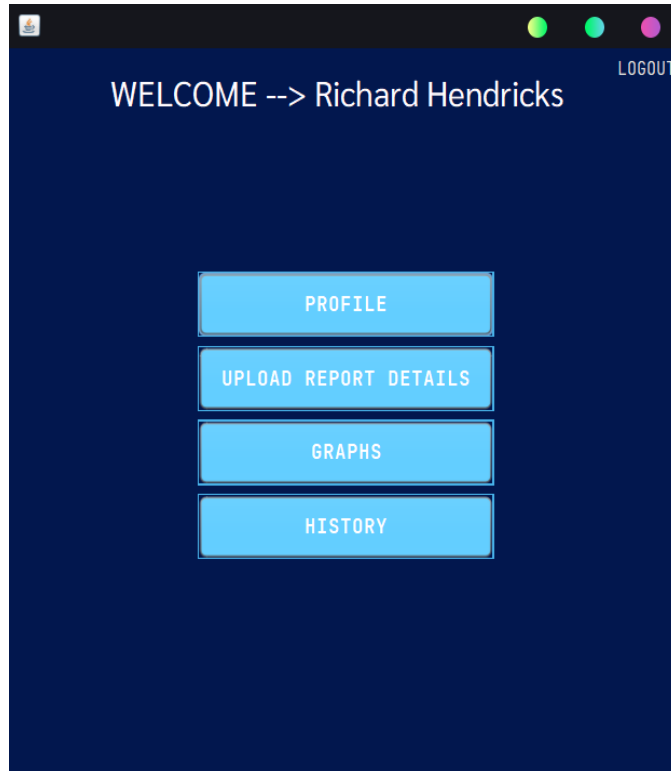 LOGOUT
WELCOME --> Richard Hendricks
PROFILE
UPLOAD REPORT DETAILS
GRAPHS
HISTORY